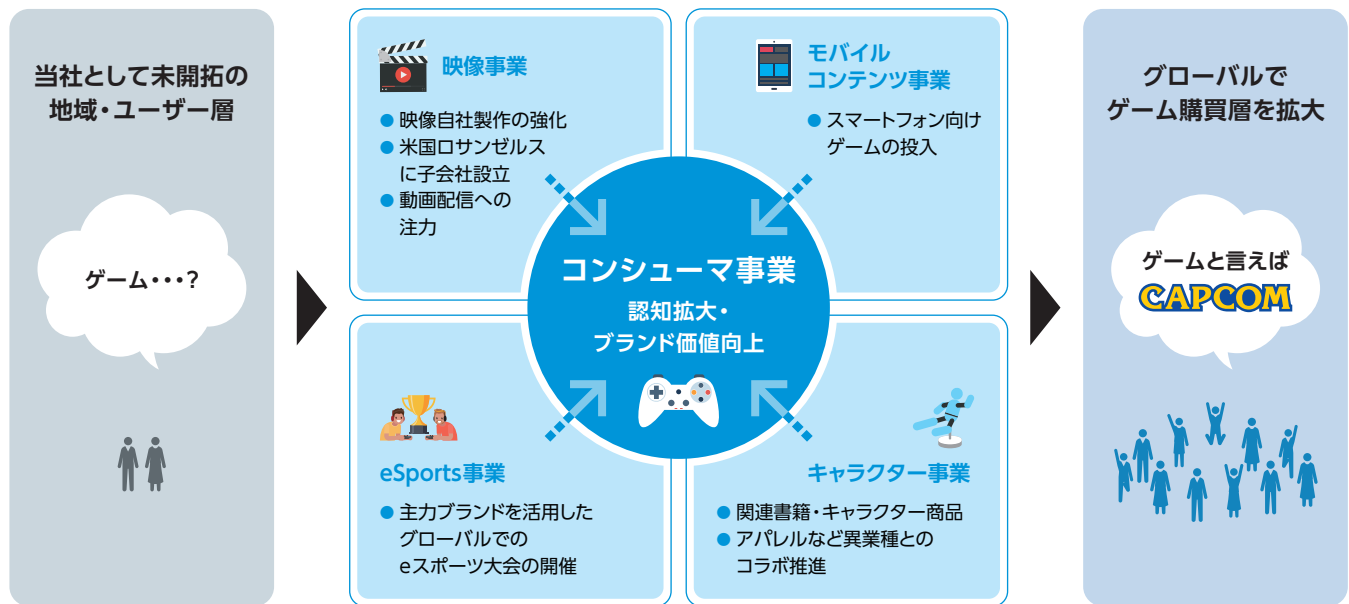 当社として未開拓の
地域・ユーザー層
ゲーム・・・?
映像事業
● 映像自社製作の強化
● 米国ロサンゼルス
に子会社設立
● 動画配信への
注力
モバイル
コンテンツ事業
● スマートフォン向け
ゲームの投入
コンシューマ事業
認知拡大・
ブランド価値向上
eSports事業
● 主力ブランドを活用した
グローバルでの
eスポーツ大会の開催
キャラクター事業
● 関連書籍・キャラクター商品
● アパレルなど異業種との
コラボ推進
グローバルで
ゲーム購買層を拡大
ゲームと言えば
CAPCOM